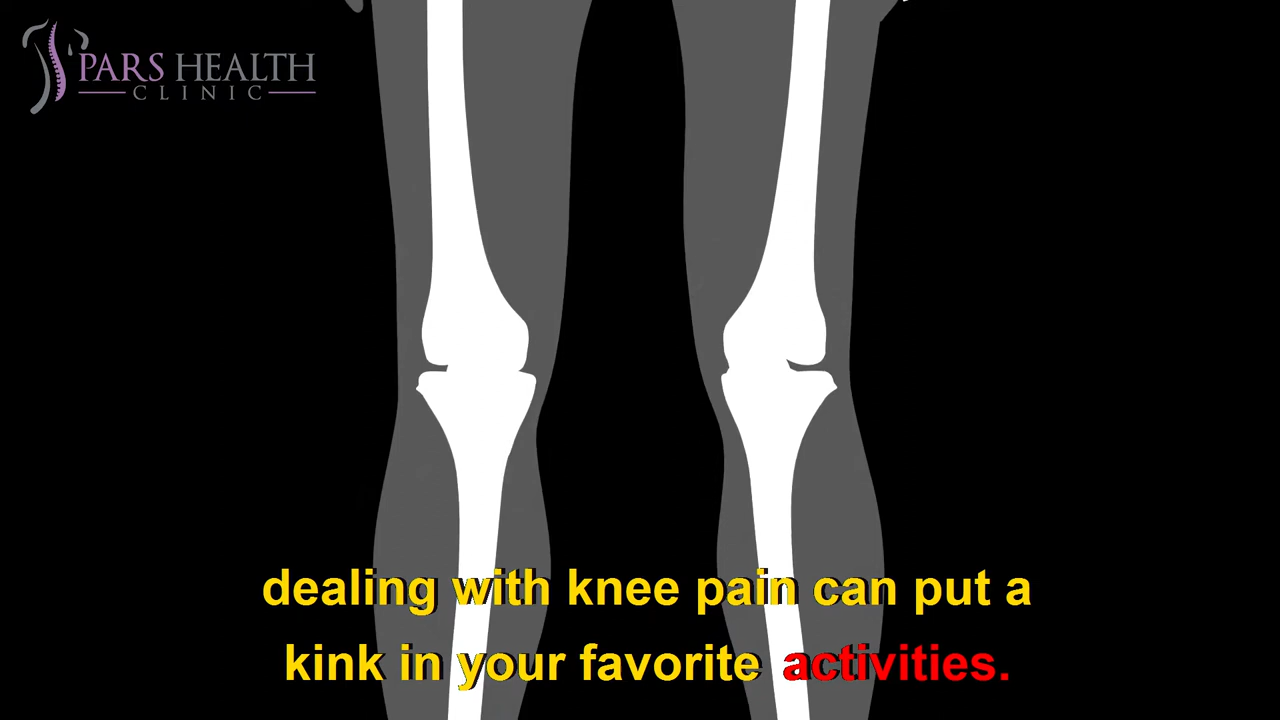 PARS HEALTH
CLINIC
dealing with knee pain can put a
kink in your favorite activities.